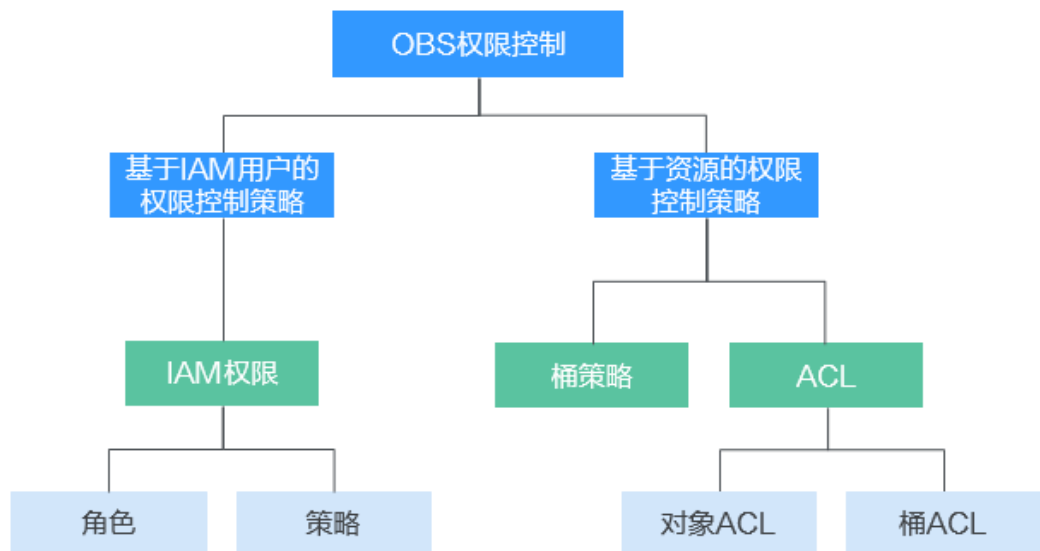 OBS权限控制
基于IAM用户的
权限控制策略
基于资源的权限
控制策略
IAM权限
桶策略
ACL
角色
策略
对象ACL
桶ACL